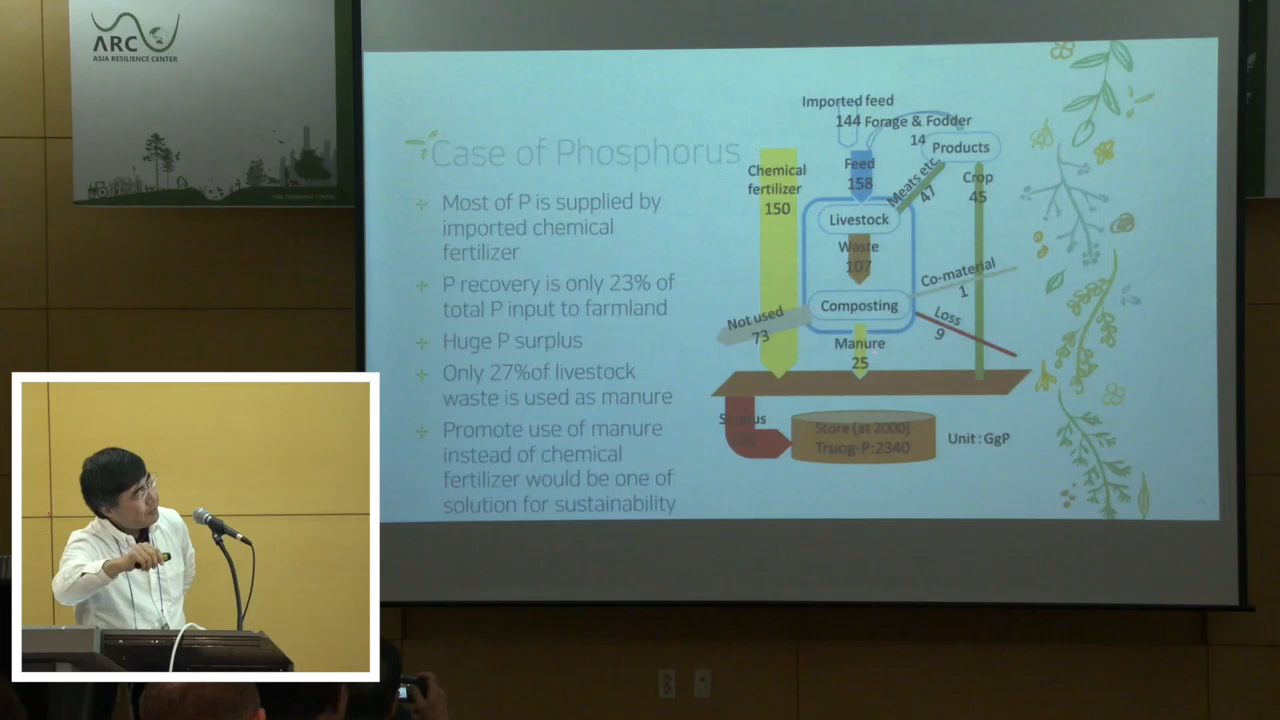 ARC
ASIA RESILIENCE CENTER
Case of Phosphorus
Most of P is supplied by
imported chemical
fertilizer
P recovery is only 23% of
total P input to farmland
Huge P surplus
Only 27%of livestock
waste is used as manure
Promote use of manure
instead of chemical
fertilizer would be one of
solution for sustainability
Imported feed
144
Forage & Fodder
14
Products
Chemical
fertilizer
150
Feed
158
Meats etc
47
Crop
45
Livestock
Waste
107
Co-material
1
Composting
Not used
73
Loss
9
Manure
25
Store (at 2000)
Truog-P:2340
Unit : GgP